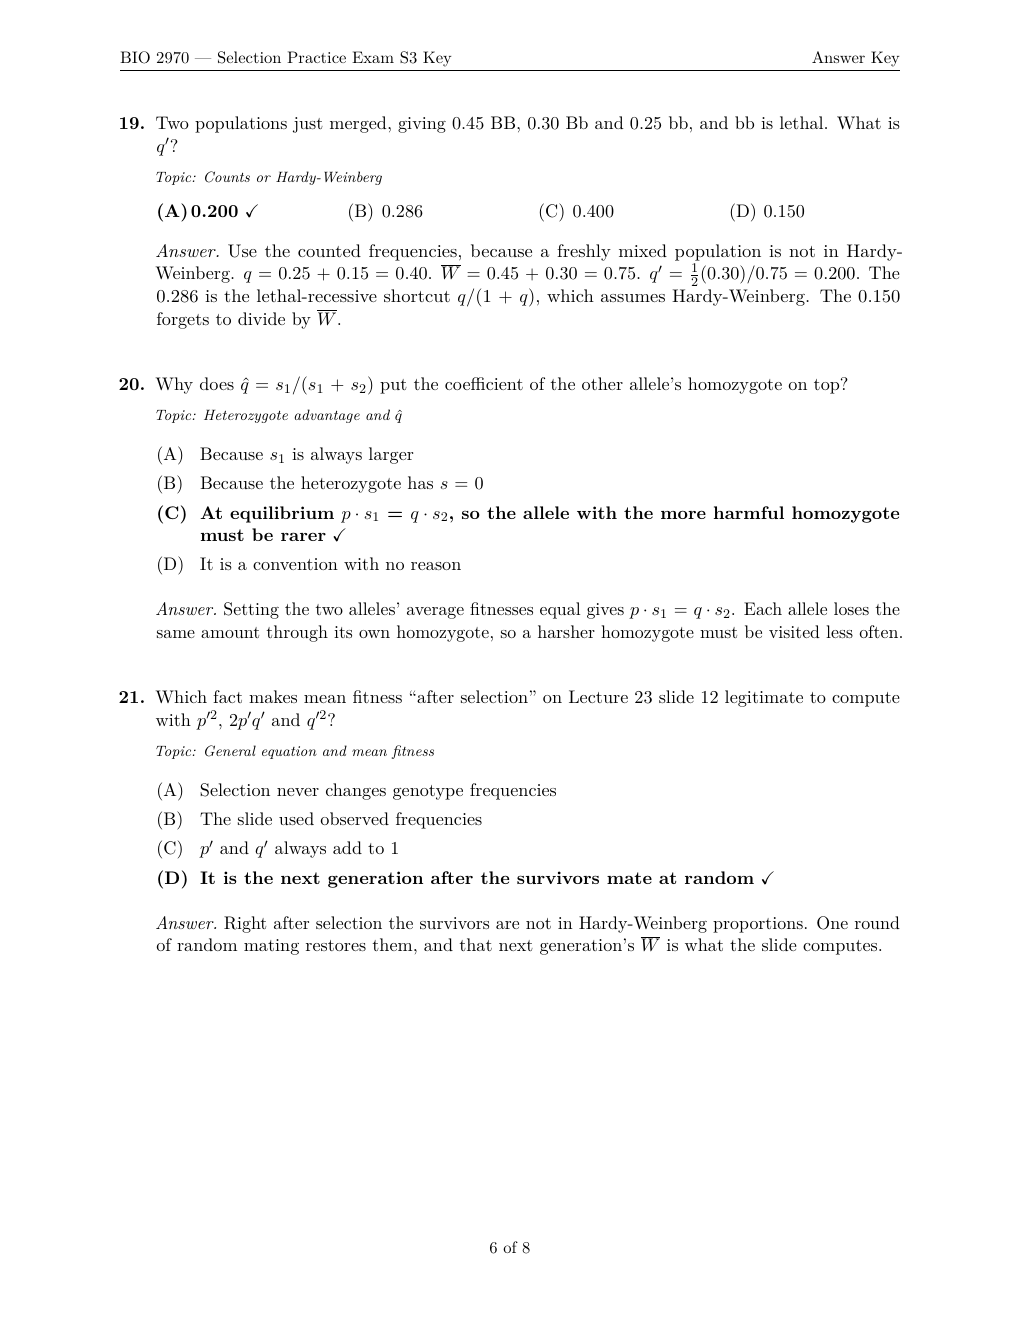 BIO 2970 — Selection Practice Exam S3 Key Answer Key
19. Two populations just merged, giving 0.45 BB, 0.30 Bb and 0.25 bb, and bb is lethal. What is
q′?
Topic: Counts or Hardy-Weinberg
(A) 0.200 ✓ (B) 0.286 (C) 0.400 (D) 0.150
Answer. Use the counted frequencies, because a freshly mixed population is not in Hardy-
Weinberg. q = 0.25 + 0.15 = 0.40. W̅ = 0.45 + 0.30 = 0.75. q′ = ½(0.30)/0.75 = 0.200. The
0.286 is the lethal-recessive shortcut q/(1 + q), which assumes Hardy-Weinberg. The 0.150
forgets to divide by W̅.
20. Why does q̂ = s₁/(s₁ + s₂) put the coefficient of the other allele’s homozygote on top?
Topic: Heterozygote advantage and q̂
(A) Because s₁ is always larger
(B) Because the heterozygote has s = 0
(C) At equilibrium p · s₁ = q · s₂, so the allele with the more harmful homozygote
must be rarer ✓
(D) It is a convention with no reason
Answer. Setting the two alleles’ average fitnesses equal gives p · s₁ = q · s₂. Each allele loses the
same amount through its own homozygote, so a harsher homozygote must be visited less often.
21. Which fact makes mean fitness “after selection” on Lecture 23 slide 12 legitimate to compute
with p′², 2p′q′ and q′²?
Topic: General equation and mean fitness
(A) Selection never changes genotype frequencies
(B) The slide used observed frequencies
(C) p′ and q′ always add to 1
(D) It is the next generation after the survivors mate at random ✓
Answer. Right after selection the survivors are not in Hardy-Weinberg proportions. One round
of random mating restores them, and that next generation’s W̅ is what the slide computes.
6 of 8